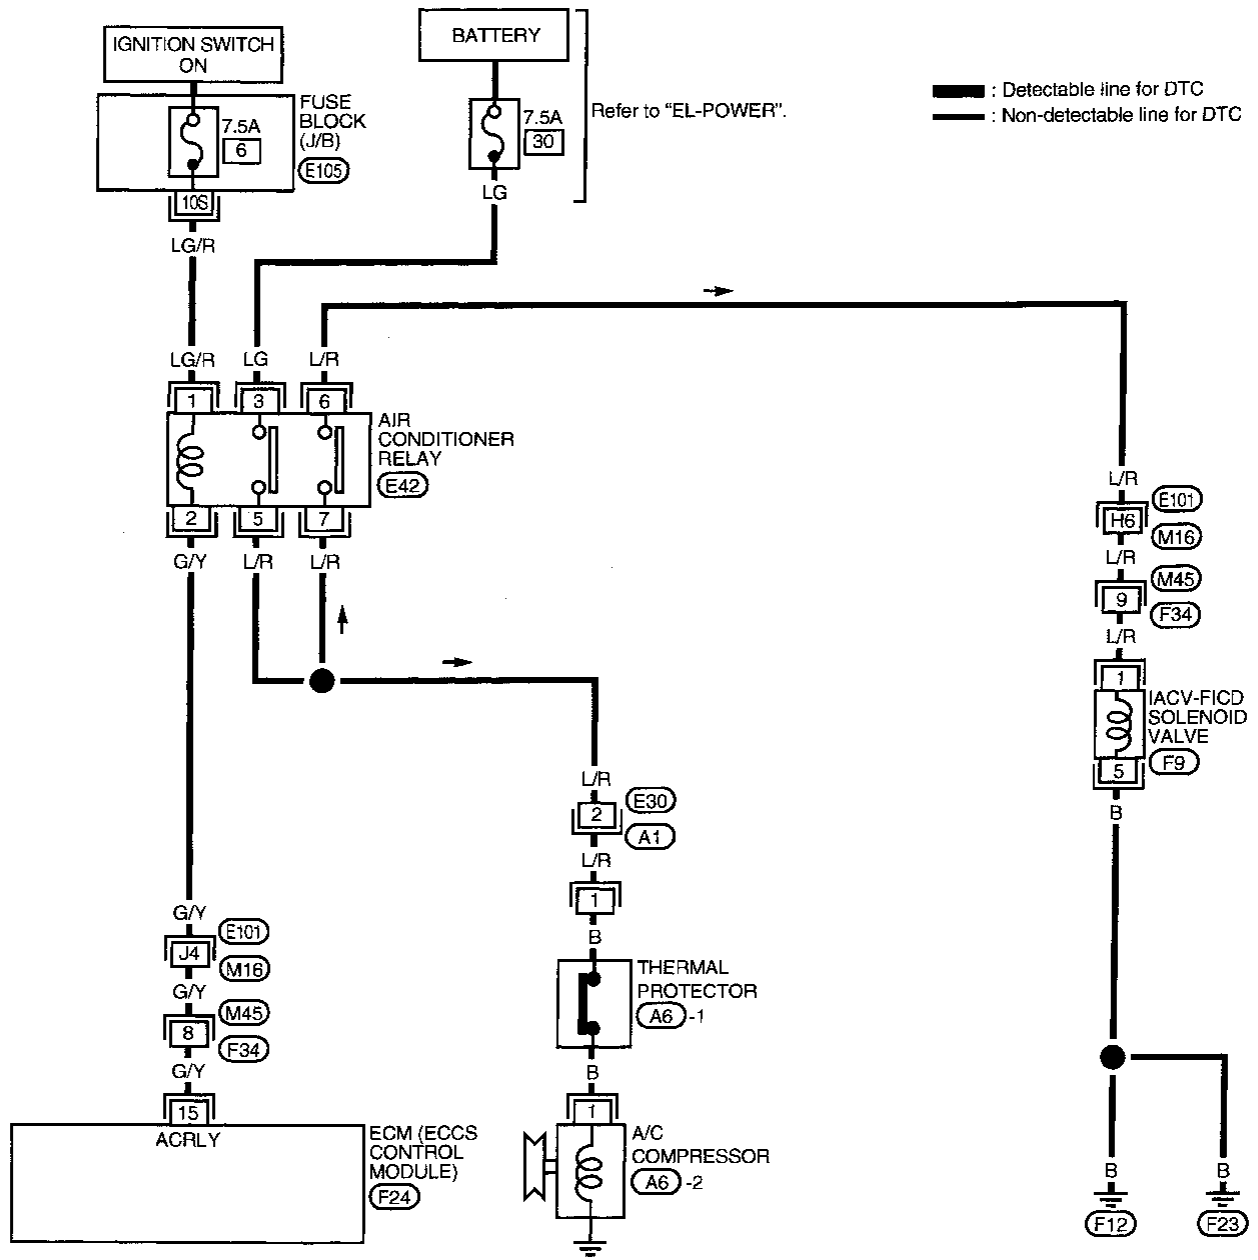 IGNITION SWITCH
ON
BATTERY
FUSE
BLOCK
(J/B)
E105
7.5A
6
10S
7.5A
30
Refer to "EL-POWER".
: Detectable line for DTC
: Non-detectable line for DTC
LG
LG/R
LG/R
LG
L/R
1
3
6
AIR
CONDITIONER
RELAY
E42
2
5
7
G/Y
L/R
L/R
L/R
H6
E101
M16
L/R
9
M45
F34
L/R
1
IACV-FICD
SOLENOID
VALVE
F9
5
B
L/R
2
E30
A1
L/R
1
B
THERMAL
PROTECTOR
A6 -1
B
1
A/C
COMPRESSOR
A6 -2
G/Y
J4
E101
M16
G/Y
8
M45
F34
G/Y
15
ACRLY
ECM (ECCS
CONTROL
MODULE)
F24
B
B
F12
F23